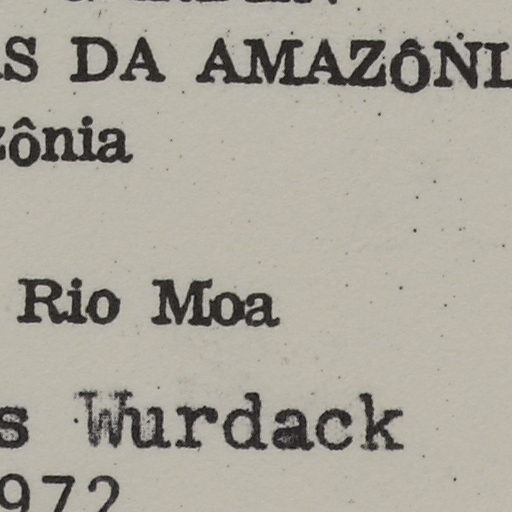 AS DA AMAZÔNI
zônia
Rio Moa
s Wurdack
972